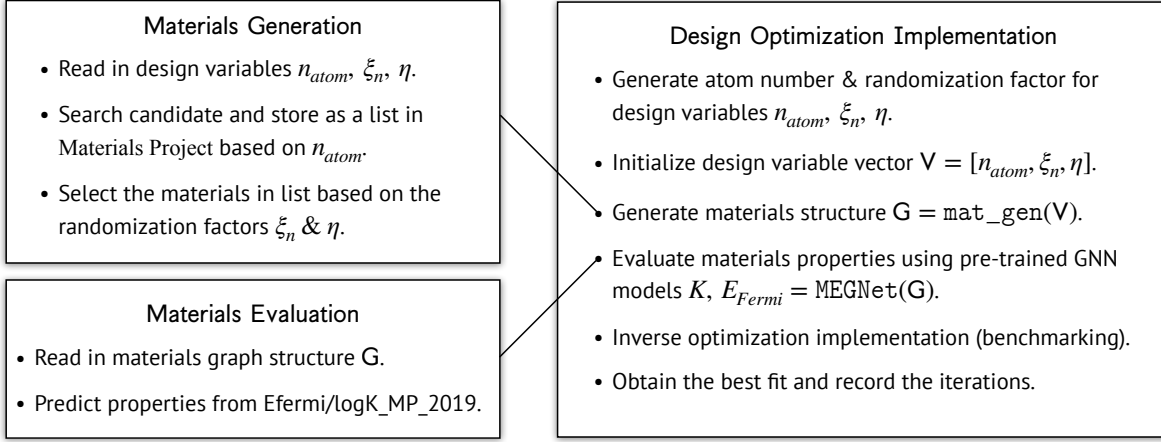 Materials Generation
• Read in design variables n_atom, ξ_n, η.
• Search candidate and store as a list in
Materials Project based on n_atom.
• Select the materials in list based on the
randomization factors ξ_n & η.
Materials Evaluation
• Read in materials graph structure G.
• Predict properties from Efermi/logK_MP_2019.
Design Optimization Implementation
• Generate atom number & randomization factor for
design variables n_atom, ξ_n, η.
• Initialize design variable vector V = [n_atom, ξ_n, η].
• Generate materials structure G = mat_gen(V).
• Evaluate materials properties using pre-trained GNN
models K, E_Fermi = MEGNet(G).
• Inverse optimization implementation (benchmarking).
• Obtain the best fit and record the iterations.